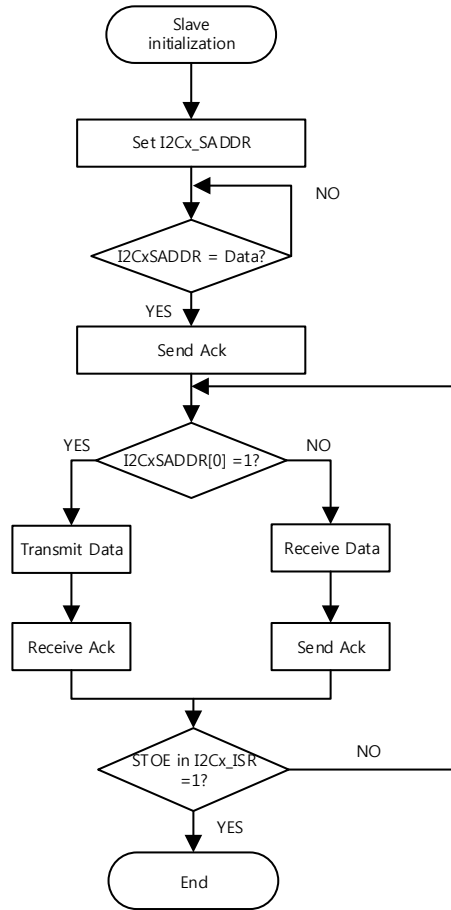 Slave
initialization
Set I2Cx_SADDR
NO
I2CxSADDR = Data?
YES
Send Ack
YES
NO
I2CxSADDR[0] =1?
Transmit Data
Receive Data
Receive Ack
Send Ack
STOE in I2Cx_ISR
=1?
NO
YES
End